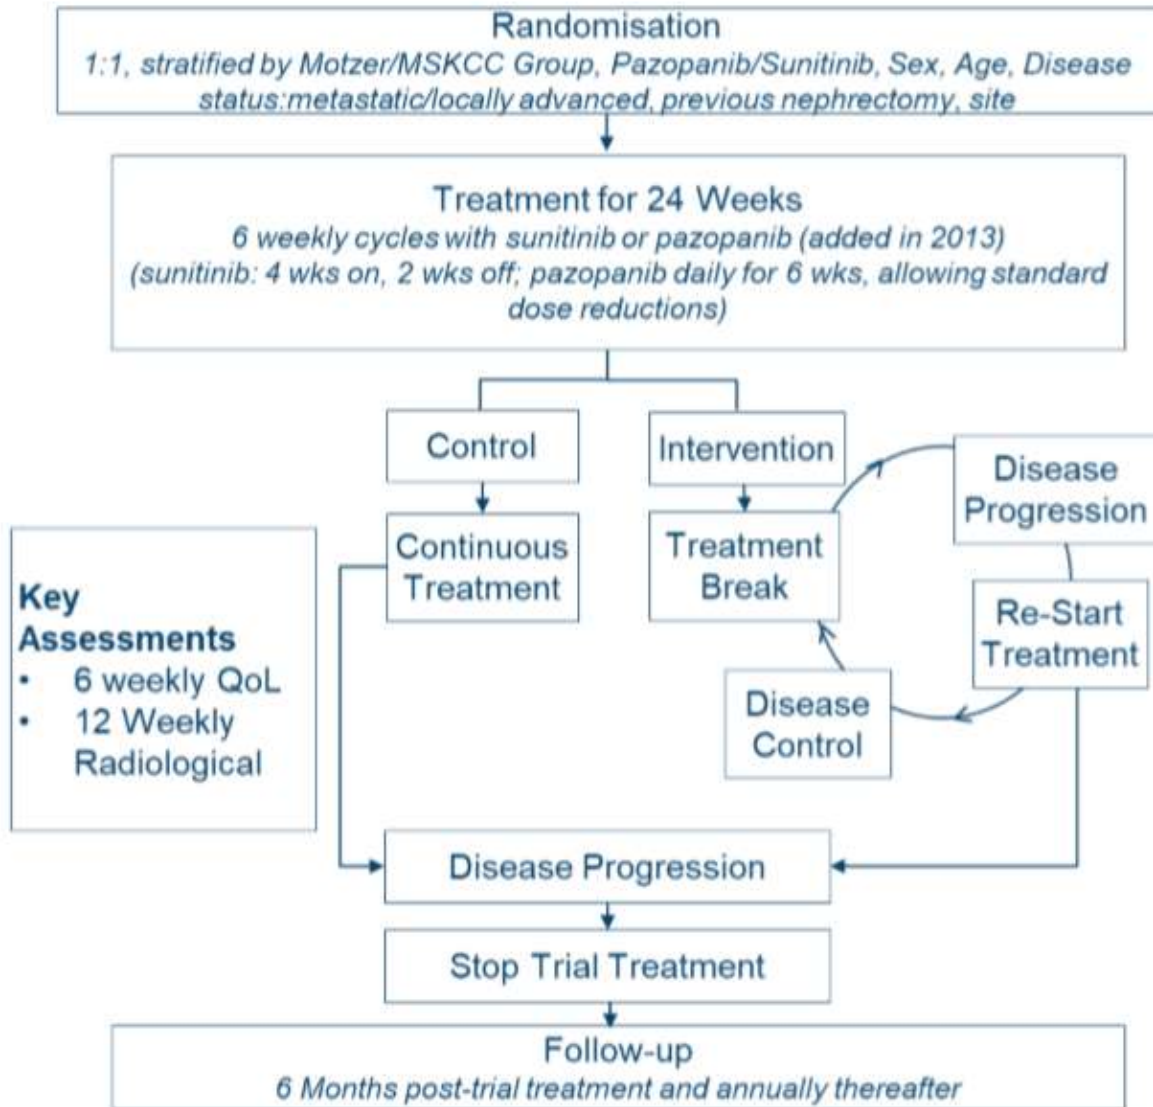 Randomisation
1:1, stratified by Motzer/MSKCC Group, Pazopanib/Sunitinib, Sex, Age, Disease
status:metastatic/locally advanced, previous nephrectomy, site
Treatment for 24 Weeks
6 weekly cycles with sunitinib or pazopanib (added in 2013)
(sunitinib: 4 wks on, 2 wks off; pazopanib daily for 6 wks, allowing standard
dose reductions)
Control
Intervention
Continuous
Treatment
Treatment
Break
Disease
Progression
Re-Start
Treatment
Disease
Control
Key
Assessments
• 6 weekly QoL
• 12 Weekly
Radiological
Disease Progression
Stop Trial Treatment
Follow-up
6 Months post-trial treatment and annually thereafter